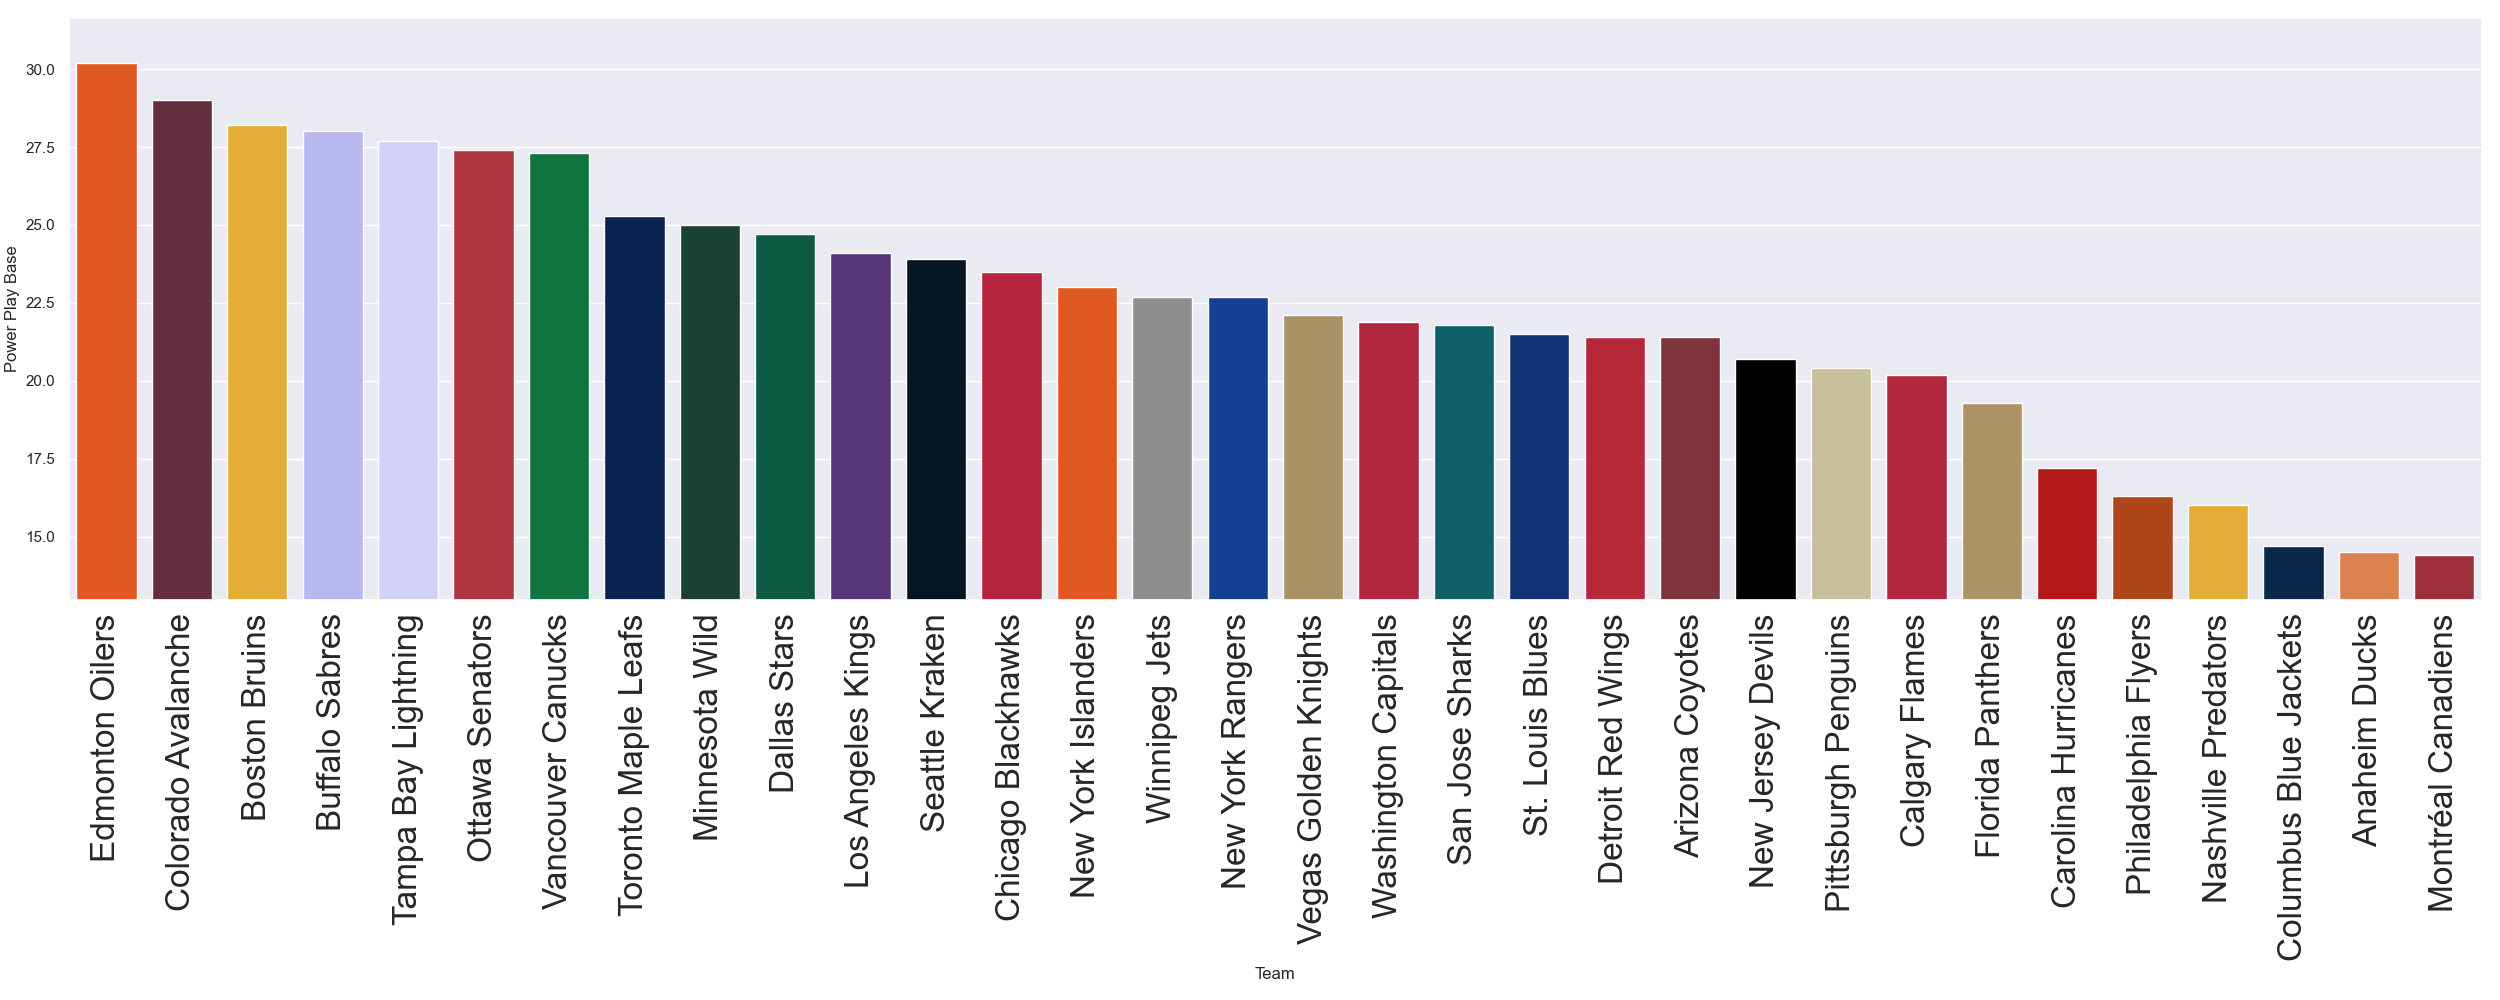 30.0
27.5
25.0
22.5
20.0
17.5
15.0
Power Play Base
Edmonton Oilers
Colorado Avalanche
Boston Bruins
Buffalo Sabres
Tampa Bay Lightning
Ottawa Senators
Vancouver Canucks
Toronto Maple Leafs
Minnesota Wild
Dallas Stars
Los Angeles Kings
Seattle Kraken
Chicago Blackhawks
New York Islanders
Winnipeg Jets
New York Rangers
Vegas Golden Knights
Washington Capitals
San Jose Sharks
St. Louis Blues
Detroit Red Wings
Arizona Coyotes
New Jersey Devils
Pittsburgh Penguins
Calgary Flames
Florida Panthers
Carolina Hurricanes
Philadelphia Flyers
Nashville Predators
Columbus Blue Jackets
Anaheim Ducks
Montréal Canadiens
Team